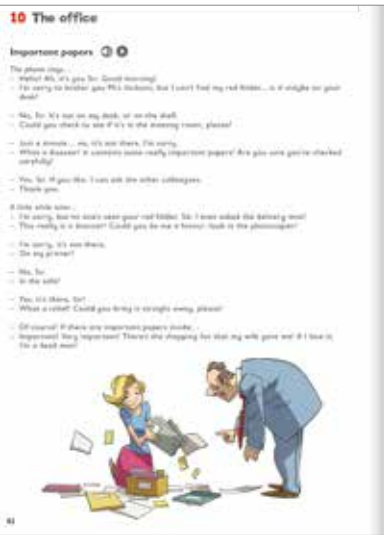 10 The office
Important papers
The phone rings...
– Hello? Ah, it's you Sir. Good morning!
– I'm sorry to bother you Mrs, but I can't find my red folder... is it maybe on your
desk?
– No, Sir. It's not on my desk, or on the shelf.
– Could you check to see if it's in the meeting room, please?
– Just a minute... no, it's not there, I'm sorry.
– What a disaster! It contains some really important papers! Are you sure you've checked
carefully?
– Yes, Sir. If you like, I can ask the other colleagues.
– Thank you.
A little while later...
– I'm sorry, but no one's seen your red folder, Sir. I even asked the delivery man!
– This really is a disaster! Could you do me a favour: look in the photocopier?
– I'm sorry, it's not there.
– On my printer?
– No, Sir.
– In the safe?
– Yes, it's there, Sir!
– What a relief! Could you bring it straight away, please?
– Of course! If there are important papers inside...
– Important? Very important! There's the shopping list that my wife gave me! If I lose it,
I'm a dead man!